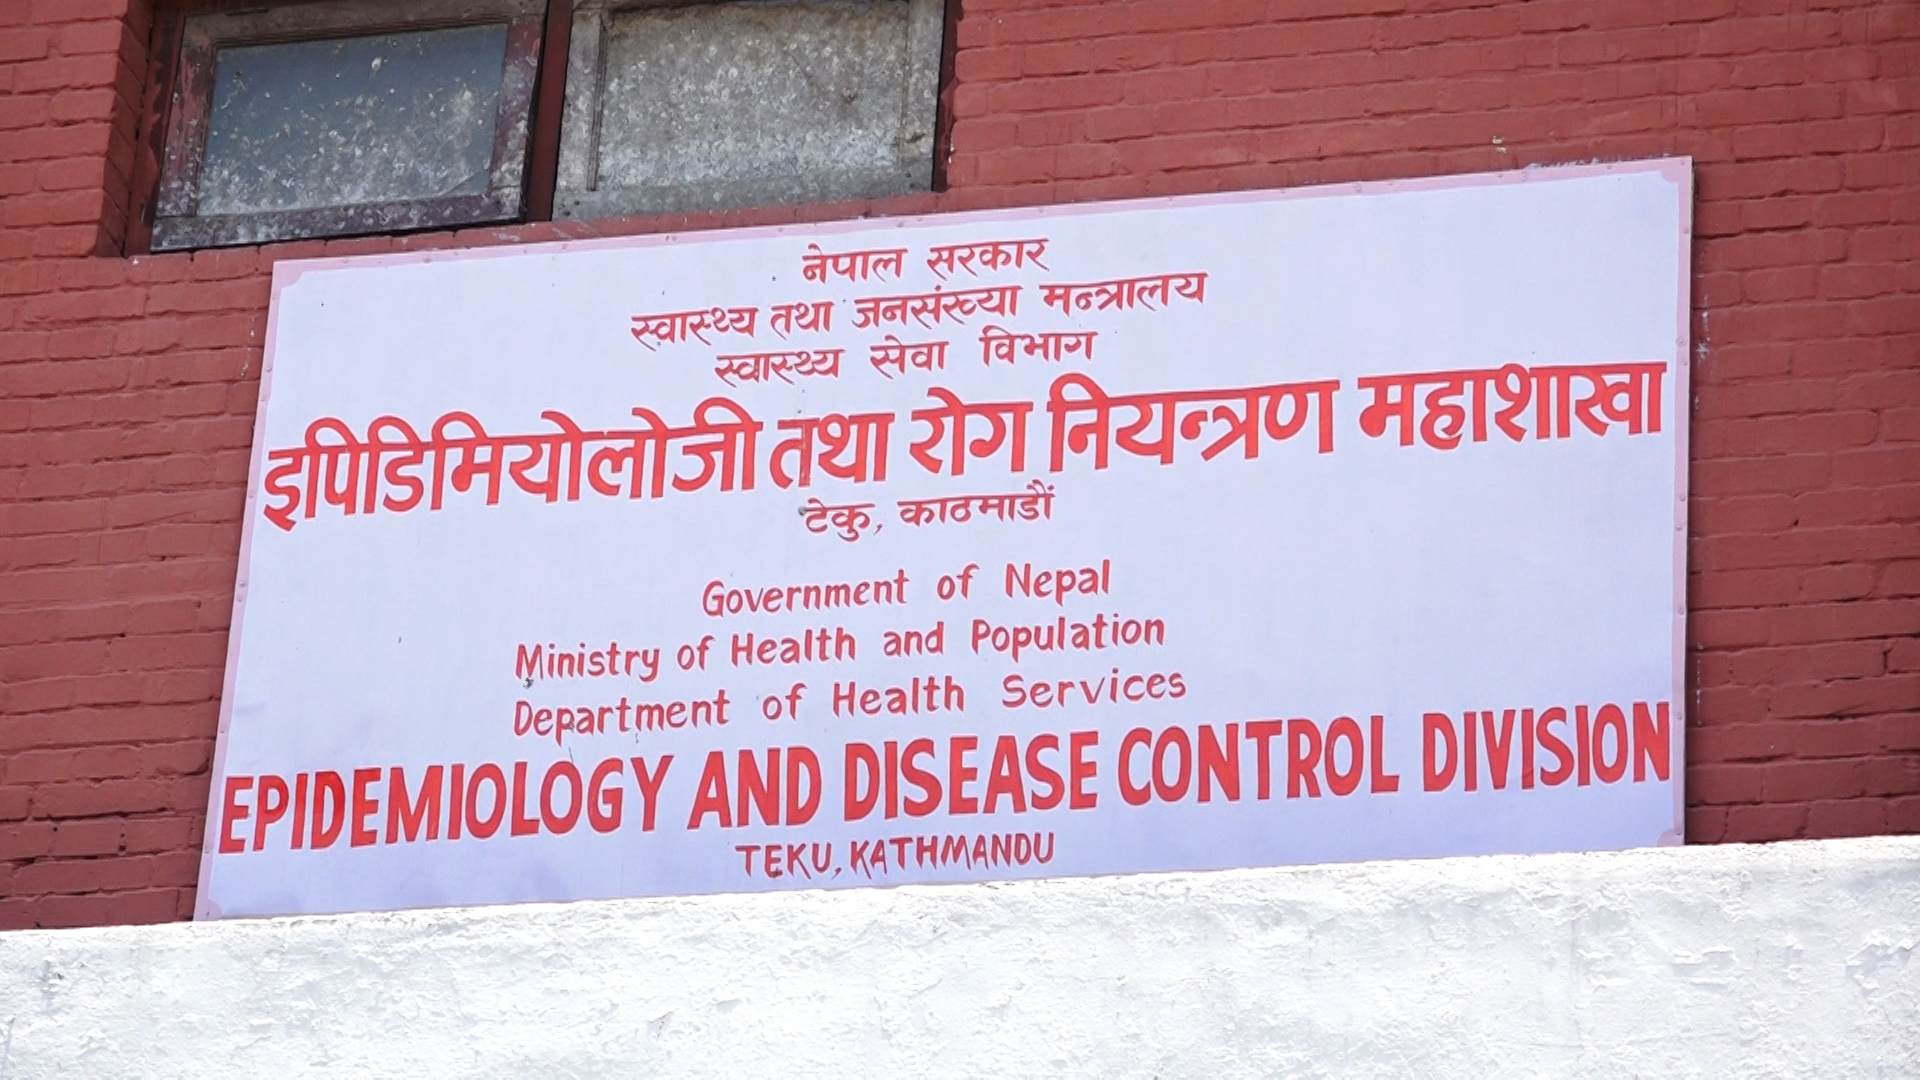 नेपाल सरकार
स्वास्थ्य तथा जनसंख्या मन्त्रालय
स्वास्थ्य सेवा विभाग
इपिडिमियोलोजी तथा रोग नियन्त्रण महाशाखा
टेकु, काठमाडौं
Government of Nepal
Ministry of Health and Population
Department of Health Services
EPIDEMIOLOGY AND DISEASE CONTROL DIVISION
TEKU, KATHMANDU